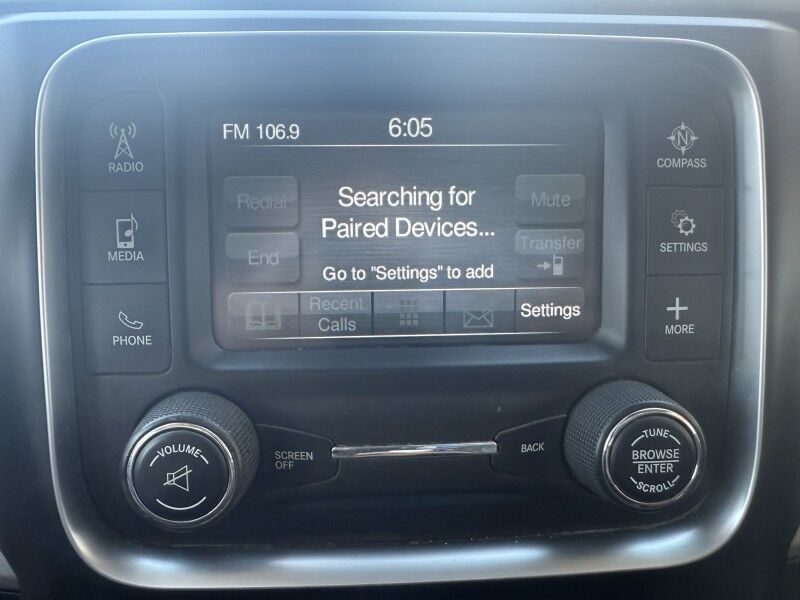 FM 106.9
6:05
RADIO
MEDIA
PHONE
Redial
End
Searching for
Paired Devices...
Go to "Settings" to add
Mute
Transfer
Recent
Calls
Settings
N
COMPASS
SETTINGS
MORE
VOLUME
SCREEN
OFF
BACK
TUNE
BROWSE
ENTER
SCROLL